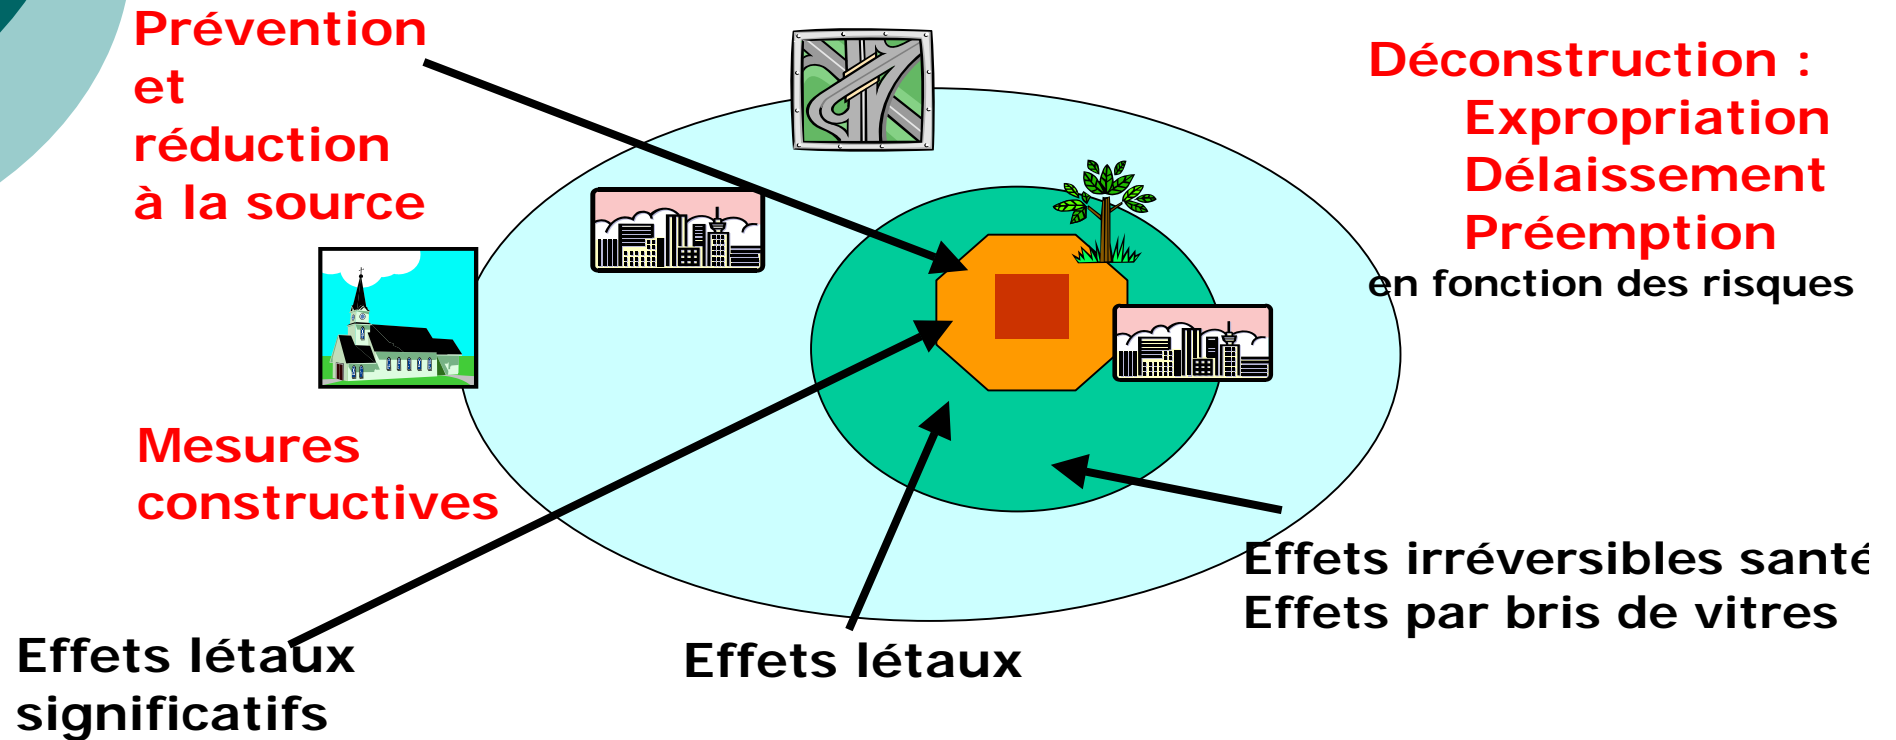 Prévention
et
réduction
à la source
Déconstruction :
Expropriation
Délaissement
Préemption
en fonction des risques
Mesures
constructives
Effets irréversibles santé
Effets par bris de vitres
Effets létaux
significatifs
Effets létaux